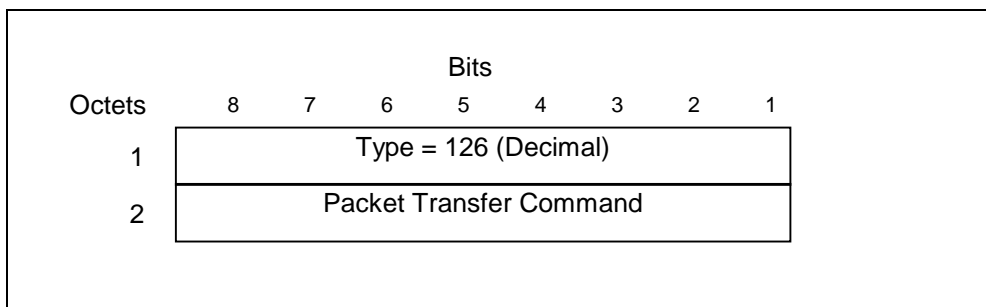 Bits
Octets 8 7 6 5 4 3 2 1
1 Type = 126 (Decimal)
2 Packet Transfer Command